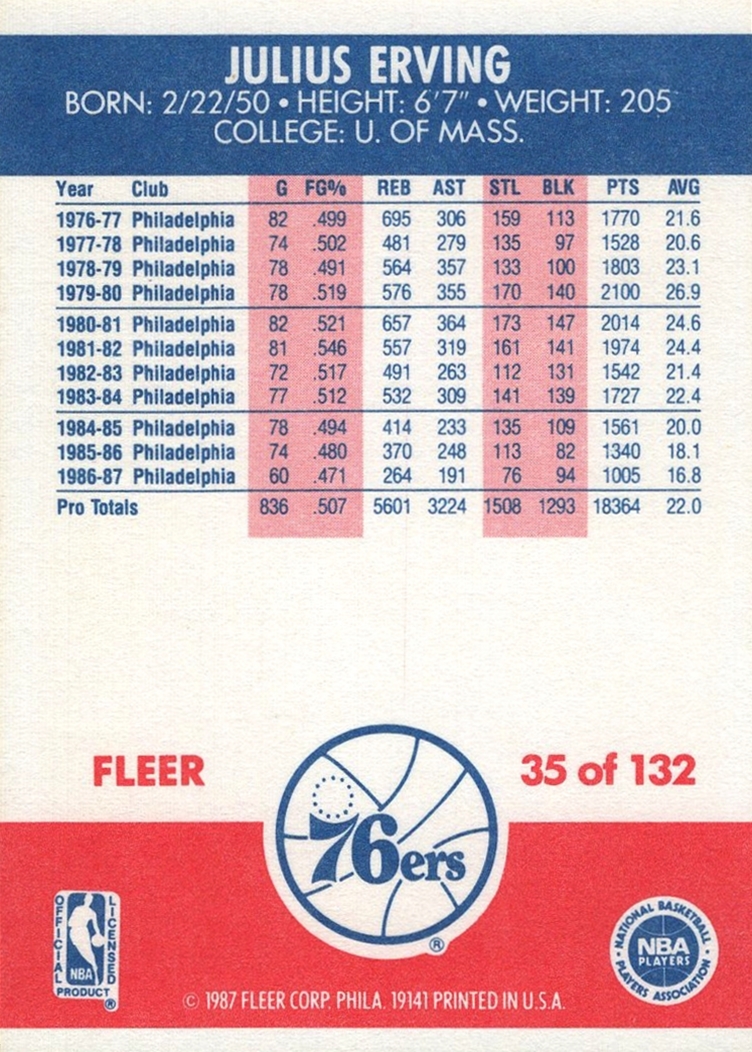 JULIUS ERVING
BORN: 2/22/50 • HEIGHT: 6'7" • WEIGHT: 205
COLLEGE: U. OF MASS.
Year Club G FG% REB AST STL BLK PTS AVG
1976-77 Philadelphia 82 .499 695 306 159 113 1770 21.6
1977-78 Philadelphia 74 .502 481 279 135 97 1528 20.6
1978-79 Philadelphia 78 .491 564 357 133 100 1803 23.1
1979-80 Philadelphia 78 .519 576 355 170 140 2100 26.9
1980-81 Philadelphia 82 .521 657 364 173 147 2014 24.6
1981-82 Philadelphia 81 .546 557 319 161 141 1974 24.4
1982-83 Philadelphia 72 .517 491 263 112 131 1542 21.4
1983-84 Philadelphia 77 .512 532 309 141 139 1727 22.4
1984-85 Philadelphia 78 .494 414 233 135 109 1561 20.0
1985-86 Philadelphia 74 .480 370 248 113 82 1340 18.1
1986-87 Philadelphia 60 .471 264 191 76 94 1005 16.8
Pro Totals 836 .507 5601 3224 1508 1293 18364 22.0
FLEER
35 of 132
76ers
®
OFFICIAL LICENSED
NBA
PRODUCT ®
NATIONAL BASKETBALL
NBA
PLAYERS
PLAYERS ASSOCIATION
© 1987 FLEER CORP. PHILA. 19141 PRINTED IN U.S.A.